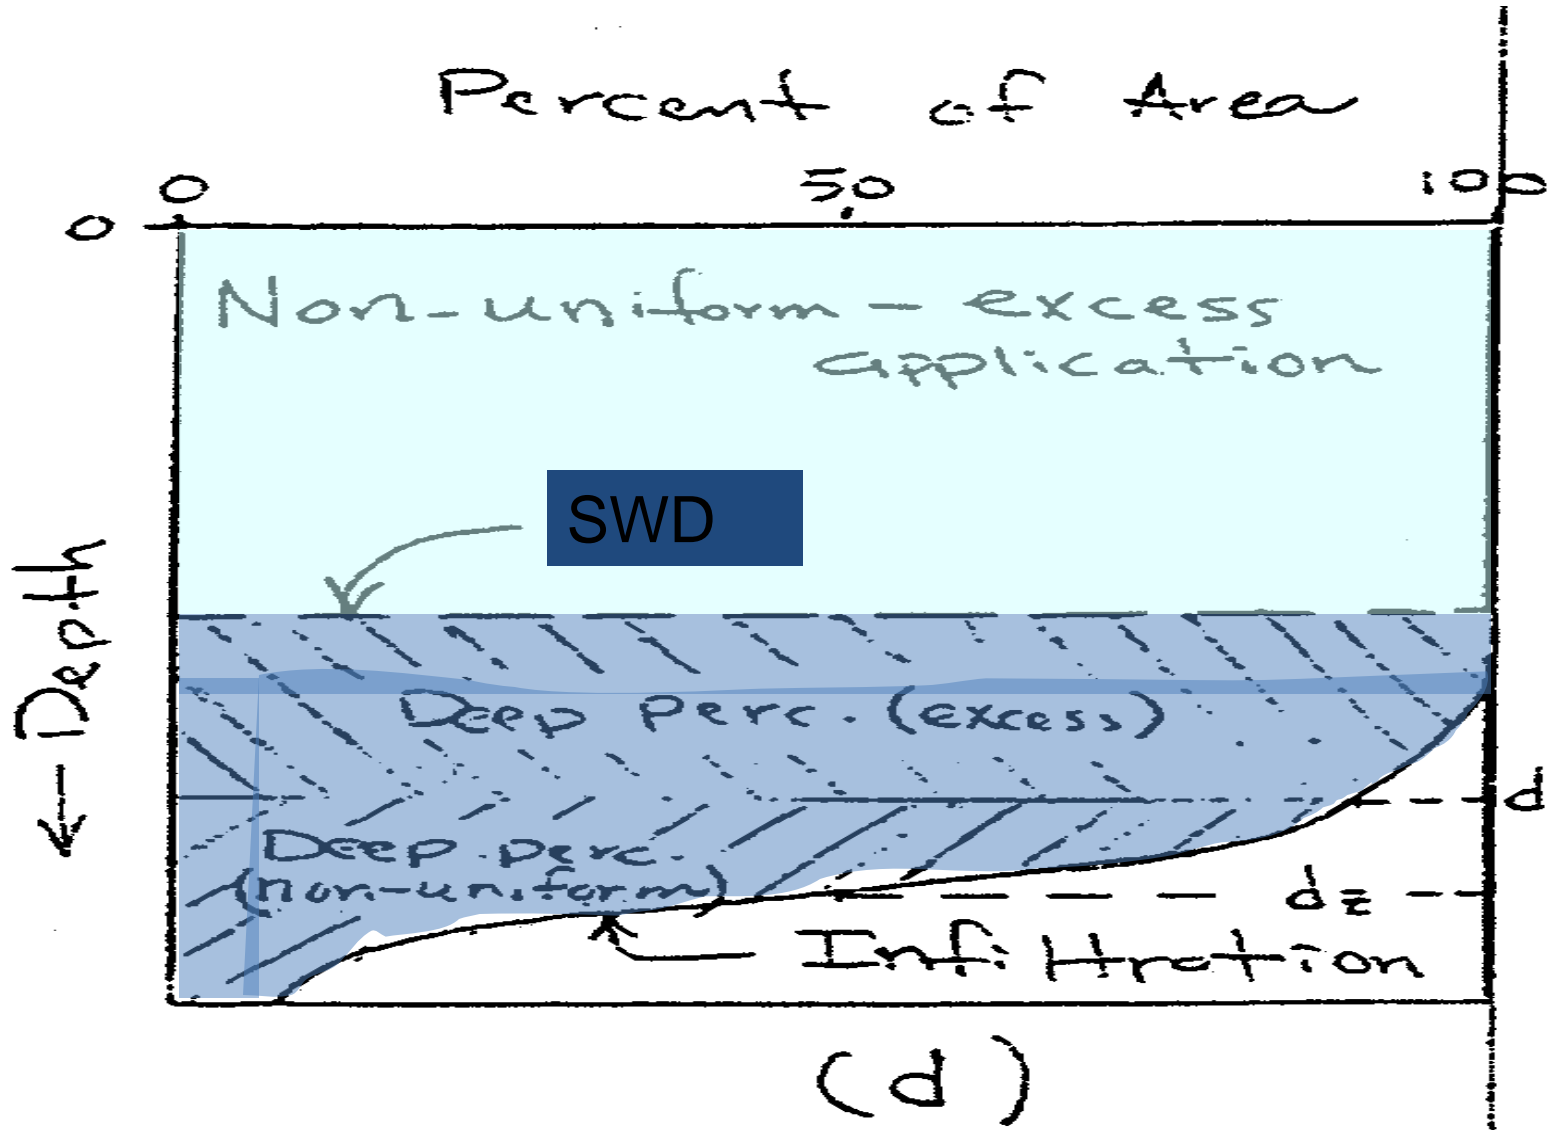 Percent of Area
0 50 100
0
Non-uniform - excess
application
SWD
← Depth
Deep Perc. (excess)
d
Deep perc.
(non-uniform)
dz
Infiltration
(d)